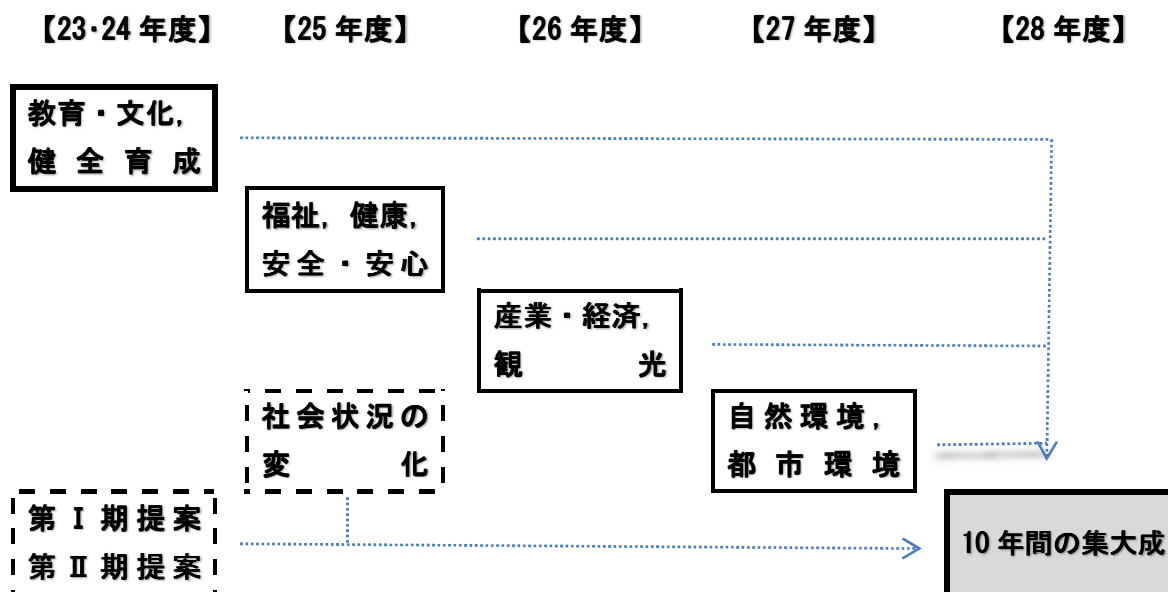 【23・24 年度】 【25 年度】 【26 年度】 【27 年度】 【28 年度】
教育・文化,
健全育成
福祉, 健康,
安全・安心
産業・経済,
観光
社会状況の
変化
自然環境,
都市環境
第Ⅰ期提案
第Ⅱ期提案
10 年間の集大成